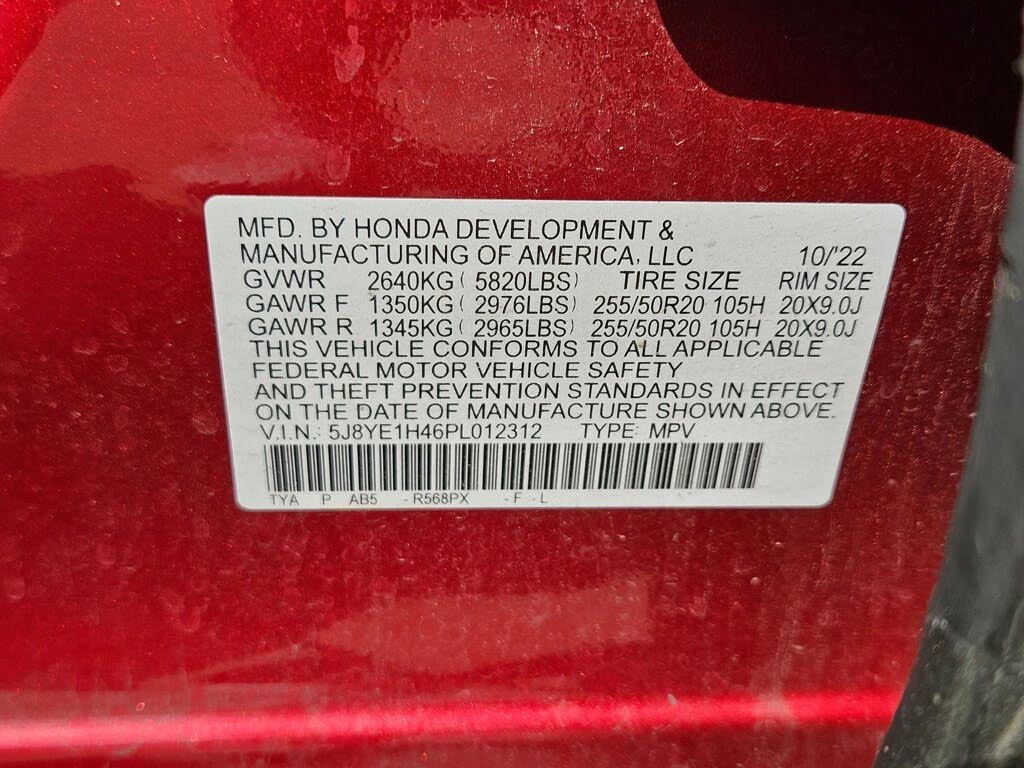 MFD. BY HONDA DEVELOPMENT &
MANUFACTURING OF AMERICA, LLC 10/'22
GVWR 2640KG ( 5820LBS) TIRE SIZE RIM SIZE
GAWR F 1350KG ( 2976LBS) 255/50R20 105H 20X9.0J
GAWR R 1345KG ( 2965LBS) 255/50R20 105H 20X9.0J
THIS VEHICLE CONFORMS TO ALL APPLICABLE
FEDERAL MOTOR VEHICLE SAFETY
AND THEFT PREVENTION STANDARDS IN EFFECT
ON THE DATE OF MANUFACTURE SHOWN ABOVE.
V.I.N.: 5J8YE1H46PL012312 TYPE: MPV
TYA P AB5 - R568PX - F - L